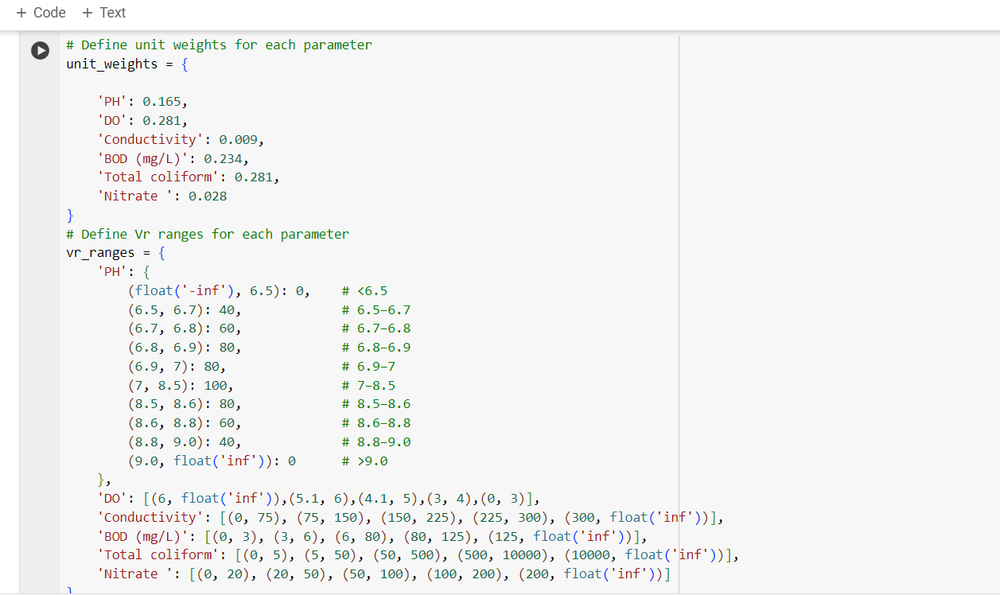 + Code + Text
# Define unit weights for each parameter
unit_weights = {
'PH': 0.165,
'DO': 0.281,
'Conductivity': 0.009,
'BOD (mg/L)': 0.234,
'Total coliform': 0.281,
'Nitrate ': 0.028
}
# Define Vr ranges for each parameter
vr_ranges = {
'PH': {
(float('-inf'), 6.5): 0, # <6.5
(6.5, 6.7): 40, # 6.5–6.7
(6.7, 6.8): 60, # 6.7–6.8
(6.8, 6.9): 80, # 6.8–6.9
(6.9, 7): 80, # 6.9–7
(7, 8.5): 100, # 7–8.5
(8.5, 8.6): 80, # 8.5–8.6
(8.6, 8.8): 60, # 8.6–8.8
(8.8, 9.0): 40, # 8.8–9.0
(9.0, float('inf')): 0 # >9.0
},
'DO': [(6, float('inf')),(5.1, 6),(4.1, 5),(3, 4),(0, 3)],
'Conductivity': [(0, 75), (75, 150), (150, 225), (225, 300), (300, float('inf'))],
'BOD (mg/L)': [(0, 3), (3, 6), (6, 80), (80, 125), (125, float('inf'))],
'Total coliform': [(0, 5), (5, 50), (50, 500), (500, 10000), (10000, float('inf'))],
'Nitrate ': [(0, 20), (20, 50), (50, 100), (100, 200), (200, float('inf'))]
}